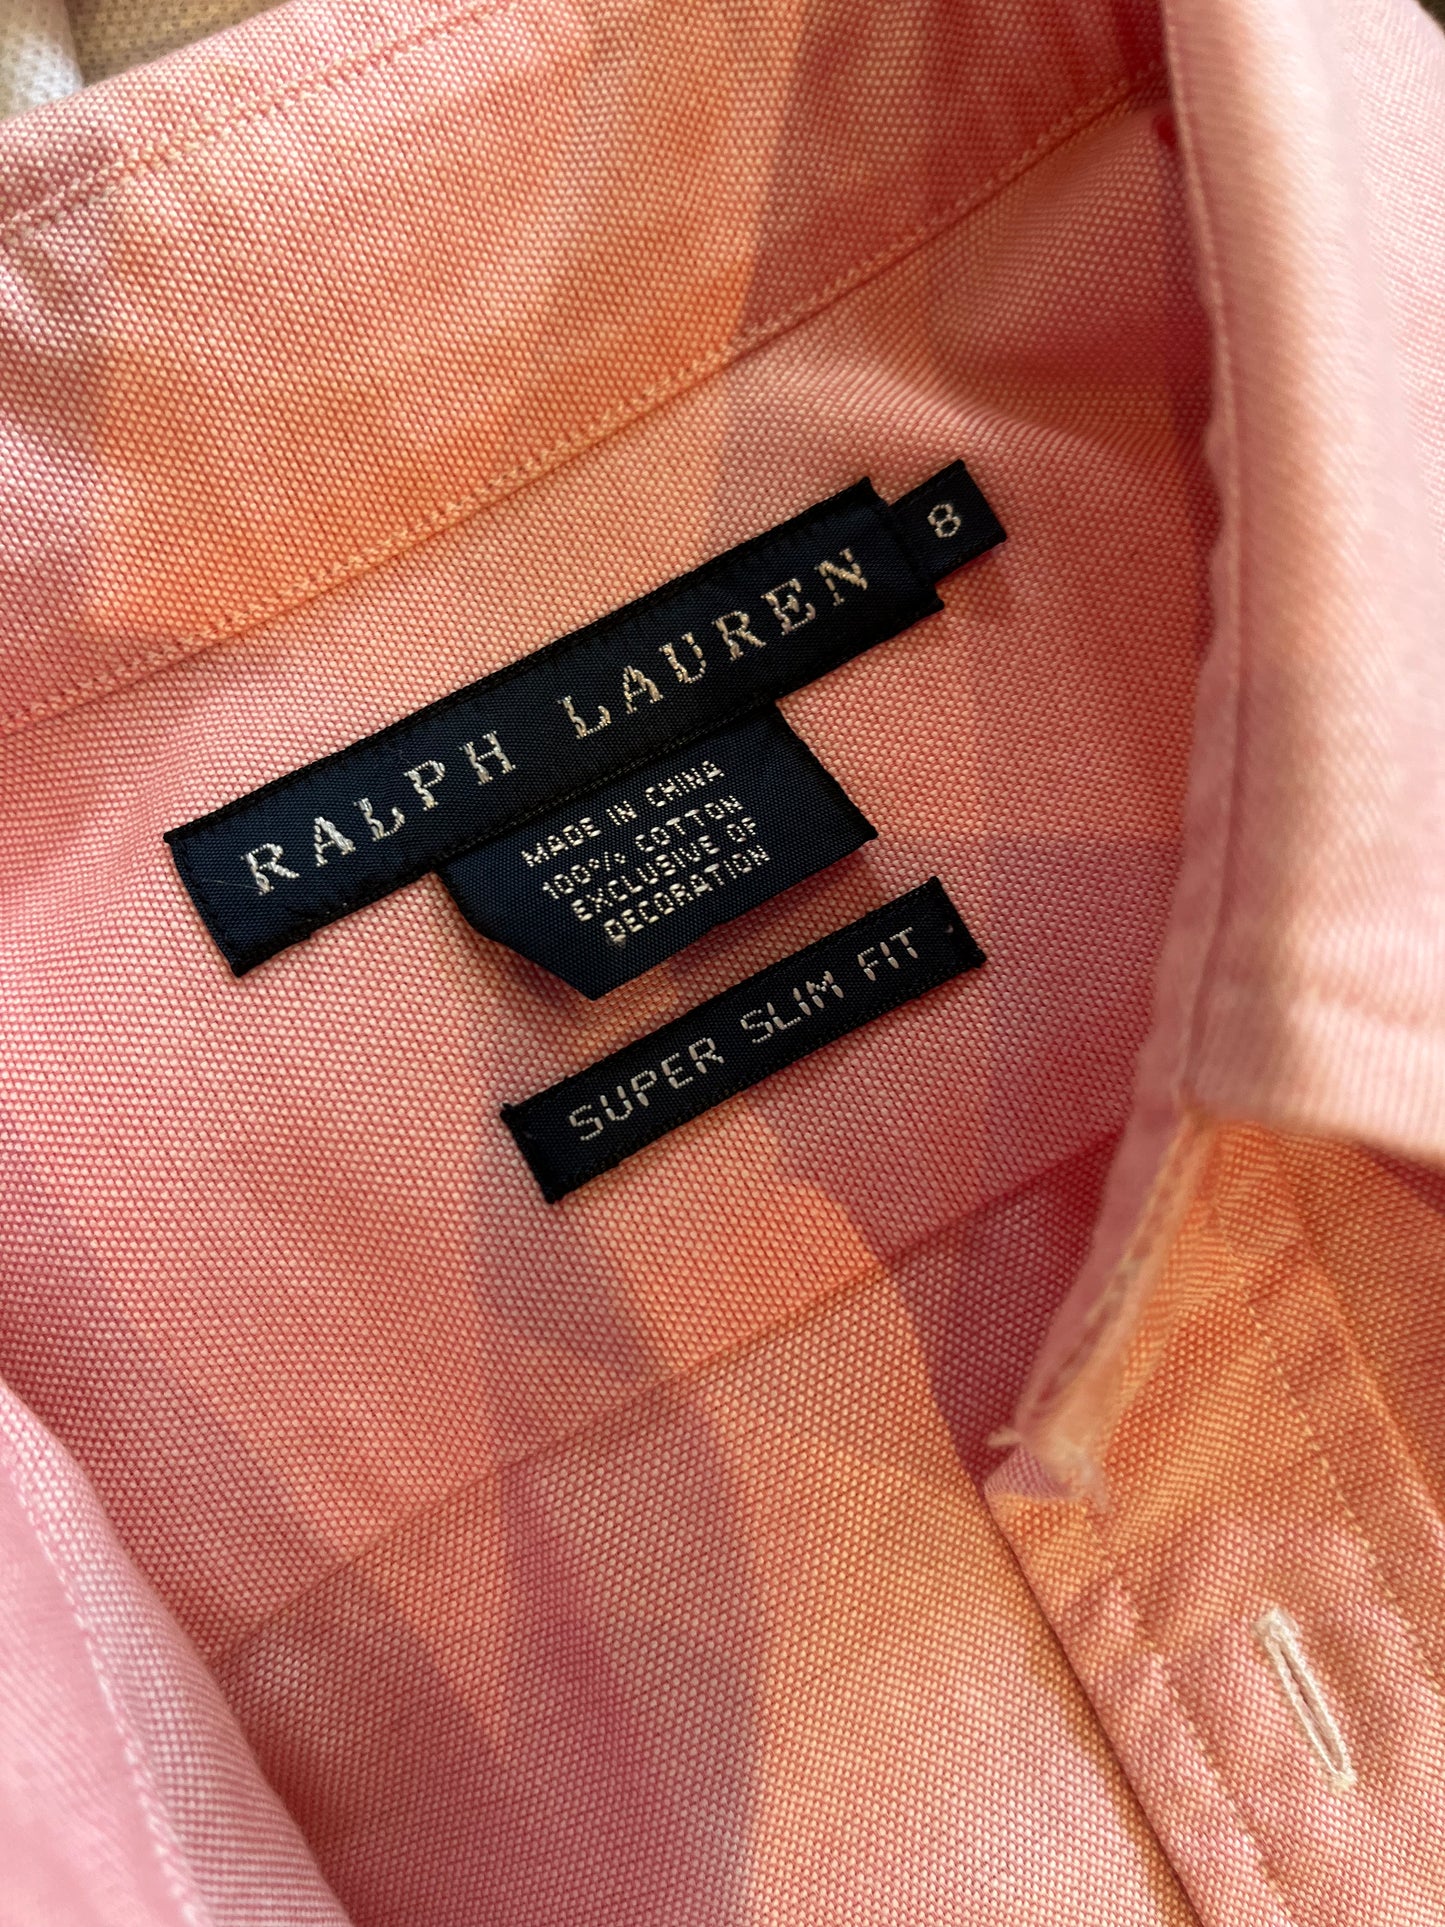 RALPH LAUREN
8
MADE IN CHINA
100% COTTON
EXCLUSIVE OF
DECORATION
SUPER SLIM FIT